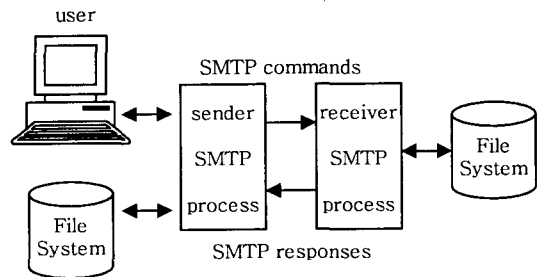 user
SMTP commands
sender
SMTP
process
receiver
SMTP
process
File
System
File
System
SMTP responses